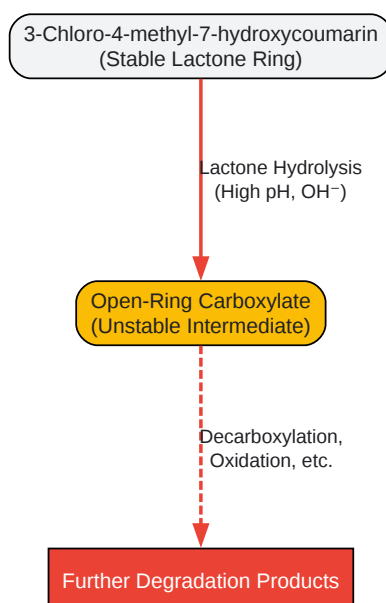 3-Chloro-4-methyl-7-hydroxycoumarin
(Stable Lactone Ring)
Lactone Hydrolysis
(High pH, OH⁻)
Open-Ring Carboxylate
(Unstable Intermediate)
Decarboxylation,
Oxidation, etc.
Further Degradation Products